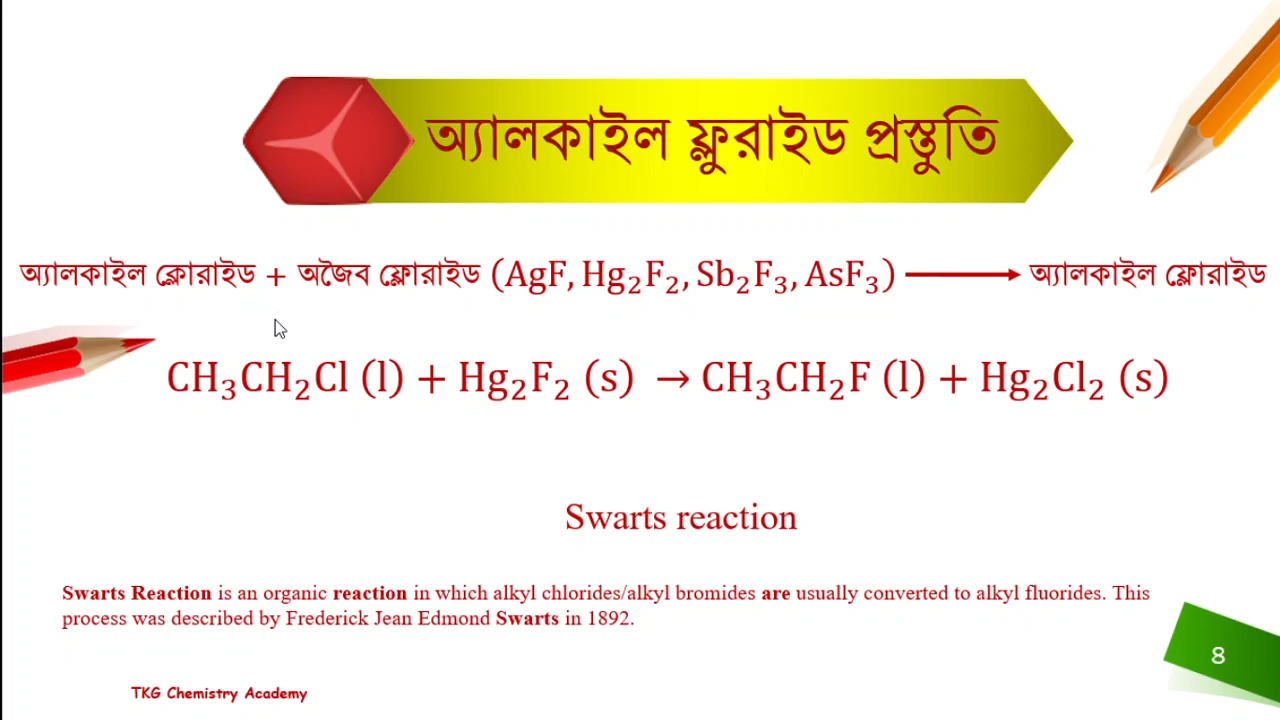 অ্যালকাইল ফ্লুরাইড প্রস্তুতি
অ্যালকাইল ক্লোরাইড + অজৈব ফ্লোরাইড (AgF, Hg₂F₂, Sb₂F₃, AsF₃) ⟶ অ্যালকাইল ফ্লোরাইড
CH₃CH₂Cl (l) + Hg₂F₂ (s) → CH₃CH₂F (l) + Hg₂Cl₂ (s)
Swarts reaction
Swarts Reaction is an organic reaction in which alkyl chlorides/alkyl bromides are usually converted to alkyl fluorides. This
process was described by Frederick Jean Edmond Swarts in 1892.
৪
TKG Chemistry Academy